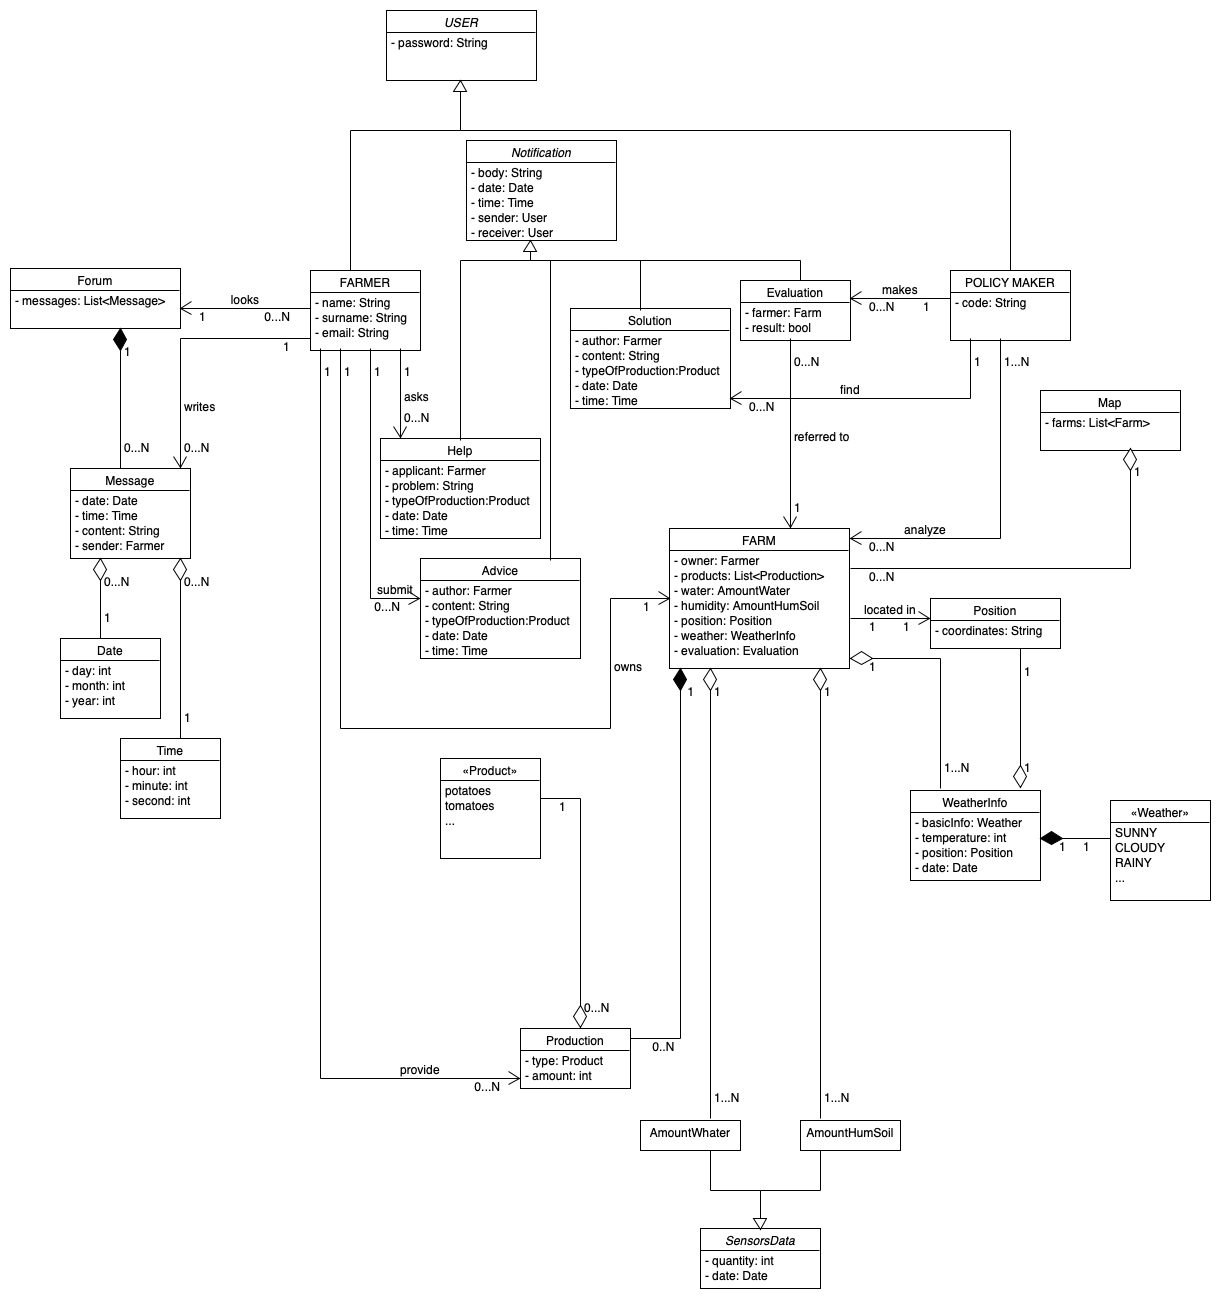 USER
- password: String
Notification
- body: String
- date: Date
- time: Time
- sender: User
- receiver: User
Forum
- messages: List<Message>
looks
1
0...N
FARMER
- name: String
- surname: String
- email: String
1
1
1
1
1
asks
0...N
Solution
- author: Farmer
- content: String
- typeOfProduction:Product
- date: Date
- time: Time
Evaluation
- farmer: Farm
- result: bool
makes
0...N
1
POLICY MAKER
- code: String
1
1...N
find
0...N
0...N
referred to
1
Map
- farms: List<Farm>
1
1
writes
0...N
0...N
Message
- date: Date
- time: Time
- content: String
- sender: Farmer
0...N
0...N
1
1
Date
- day: int
- month: int
- year: int
Time
- hour: int
- minute: int
- second: int
Help
- applicant: Farmer
- problem: String
- typeOfProduction:Product
- date: Date
- time: Time
submit
0...N
Advice
- author: Farmer
- content: String
- typeOfProduction:Product
- date: Date
- time: Time
1
owns
FARM
- owner: Farmer
- products: List<Production>
- water: AmountWater
- humidity: AmountHumSoil
- position: Position
- weather: WeatherInfo
- evaluation: Evaluation
analyze
0...N
0...N
located in
1
1
Position
- coordinates: String
1
1
1
1
1
1...N
1
WeatherInfo
- basicInfo: Weather
- temperature: int
- position: Position
- date: Date
1
1
«Weather»
SUNNY
CLOUDY
RAINY
...
«Product»
potatoes
tomatoes
...
1
0...N
Production
- type: Product
- amount: int
0..N
provide
0...N
1...N
1...N
AmountWhater
AmountHumSoil
SensorsData
- quantity: int
- date: Date